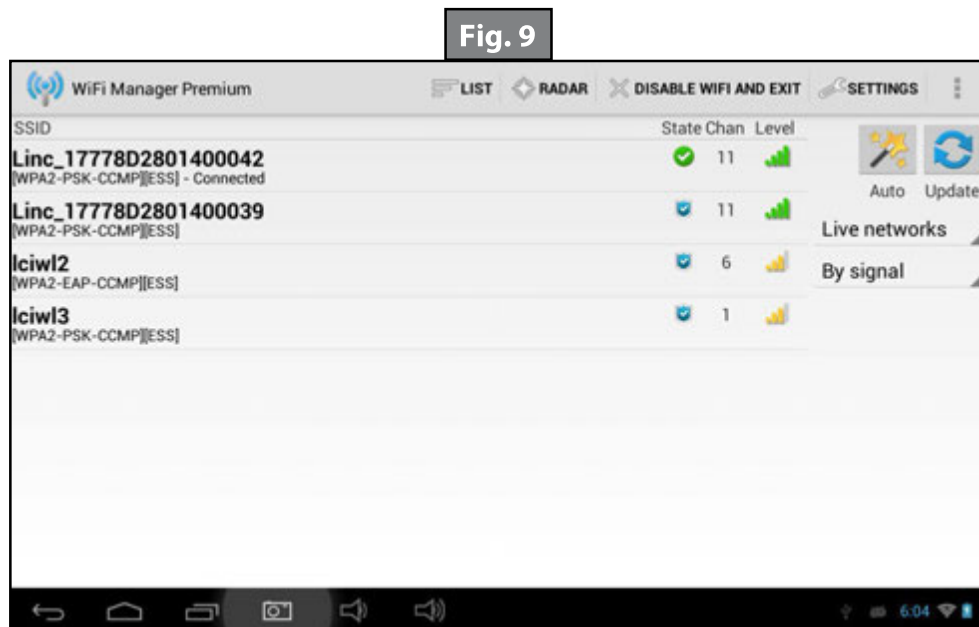 Fig. 9
WiFi Manager Premium LIST RADAR DISABLE WIFI AND EXIT SETTINGS
SSID State Chan Level
Linc_17778D2801400042 11
[WPA2-PSK-CCMP][ESS] - Connected
Linc_17778D2801400039 11
[WPA2-PSK-CCMP][ESS]
lciwl2 6
[WPA2-EAP-CCMP][ESS]
lciwl3 1
[WPA2-PSK-CCMP][ESS]
Auto Update
Live networks
By signal
6:04